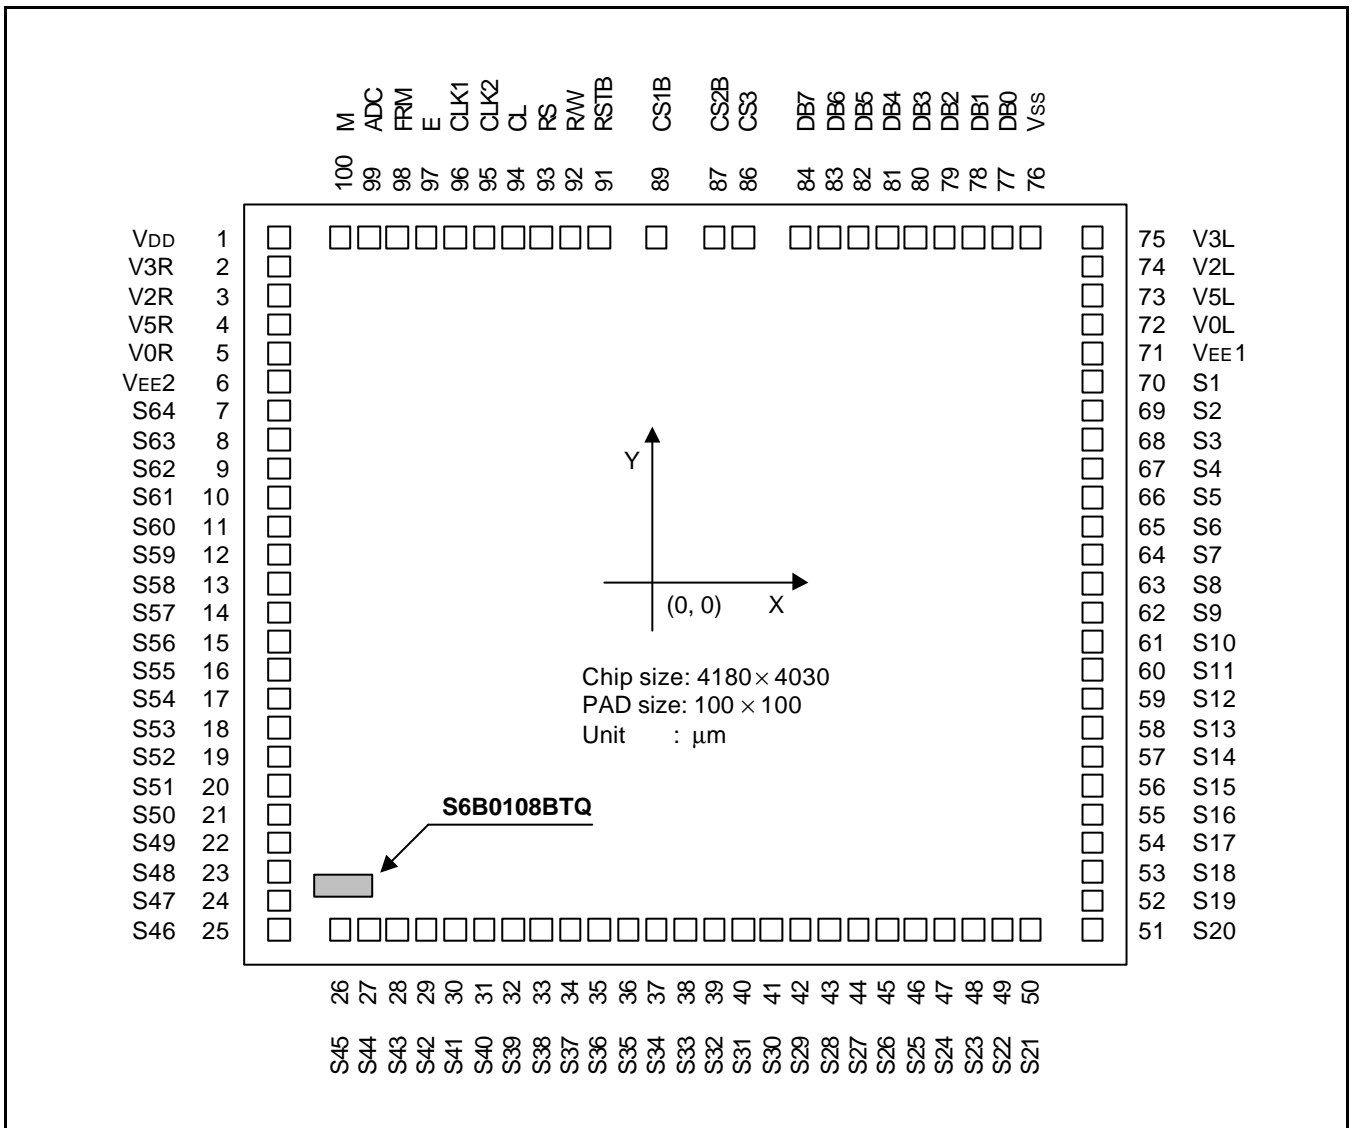 M ADC FRM E CLK1 CLK2 CL RS R/W RSTB CS1B CS2B CS3 DB7 DB6 DB5 DB4 DB3 DB2 DB1 DB0 VSS
100 99 98 97 96 95 94 93 92 91 89 87 86 84 83 82 81 80 79 78 77 76
VDD 1 75 V3L
V3R 2 74 V2L
V2R 3 73 V5L
V5R 4 72 V0L
V0R 5 71 VEE1
VEE2 6 70 S1
S64 7 69 S2
S63 8 68 S3
Y
S62 9 67 S4
S61 10 66 S5
S60 11 65 S6
S59 12 64 S7
S58 13 63 S8
(0, 0) X
S57 14 62 S9
S56 15 61 S10
S55 16 60 S11
Chip size: 4180 × 4030
S54 17 59 S12
PAD size: 100 × 100
S53 18 58 S13
Unit : μm
S52 19 57 S14
S51 20 56 S15
S6B0108BTQ
S50 21 55 S16
S49 22 54 S17
S48 23 53 S18
S47 24 52 S19
S46 25 51 S20
26 27 28 29 30 31 32 33 34 35 36 37 38 39 40 41 42 43 44 45 46 47 48 49 50
S45 S44 S43 S42 S41 S40 S39 S38 S37 S36 S35 S34 S33 S32 S31 S30 S29 S28 S27 S26 S25 S24 S23 S22 S21